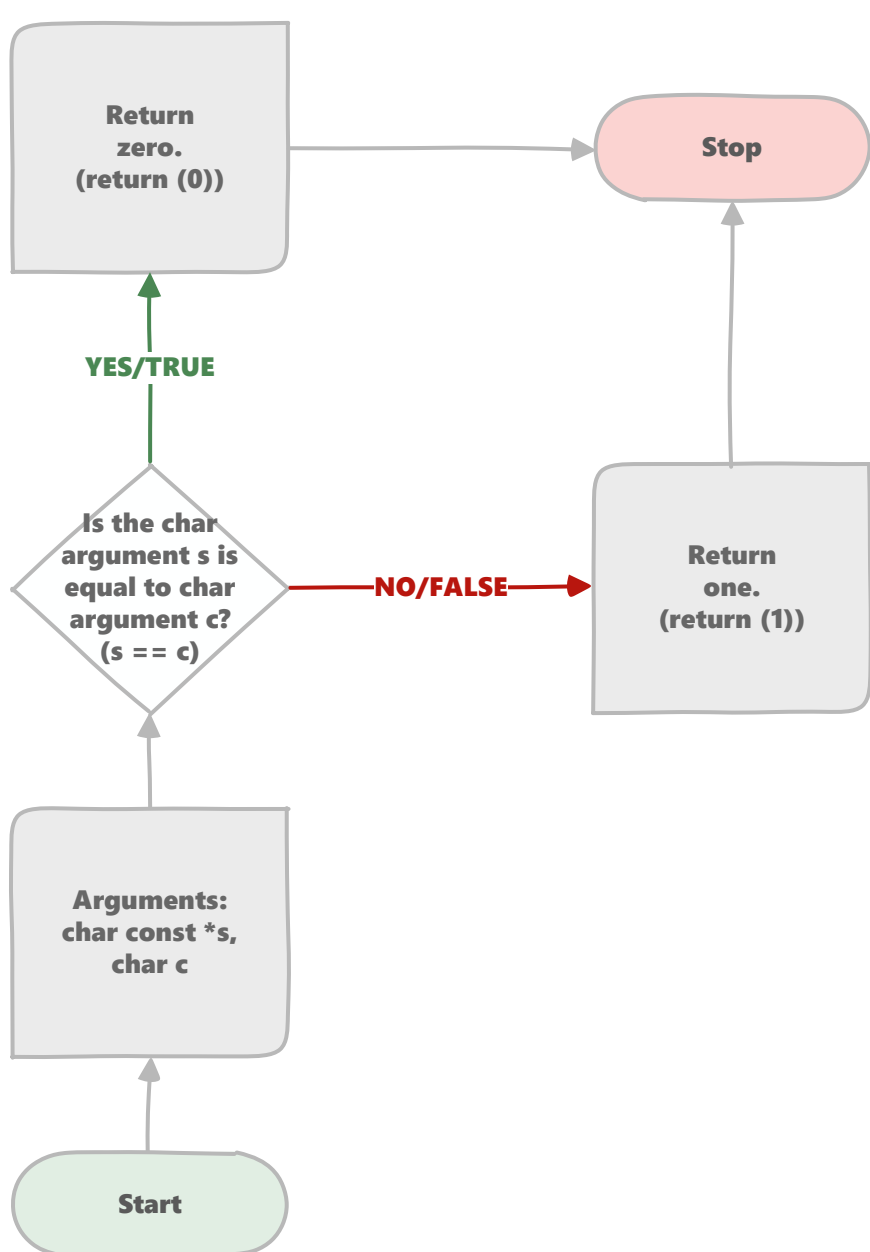 Return
zero.
(return (0))
Stop
YES/TRUE
Is the char
argument s is
equal to char
argument c?
(s == c)
NO/FALSE
Return
one.
(return (1))
Arguments:
char const *s,
char c
Start